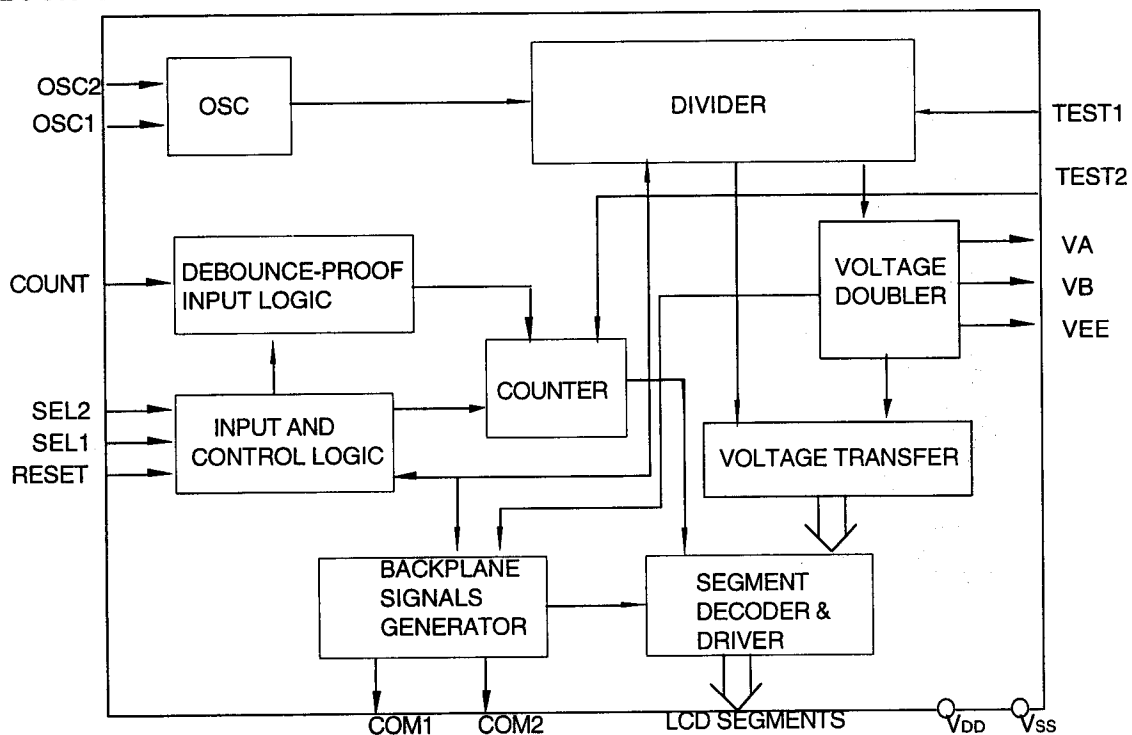 OSC2
OSC1
OSC
DIVIDER
TEST1
TEST2
COUNT
DEBOUNCE-PROOF
INPUT LOGIC
VOLTAGE
DOUBLER
VA
VB
VEE
COUNTER
SEL2
SEL1
RESET
INPUT AND
CONTROL LOGIC
VOLTAGE TRANSFER
BACKPLANE
SIGNALS
GENERATOR
SEGMENT
DECODER &
DRIVER
COM1
COM2
LCD SEGMENTS
VDD
VSS